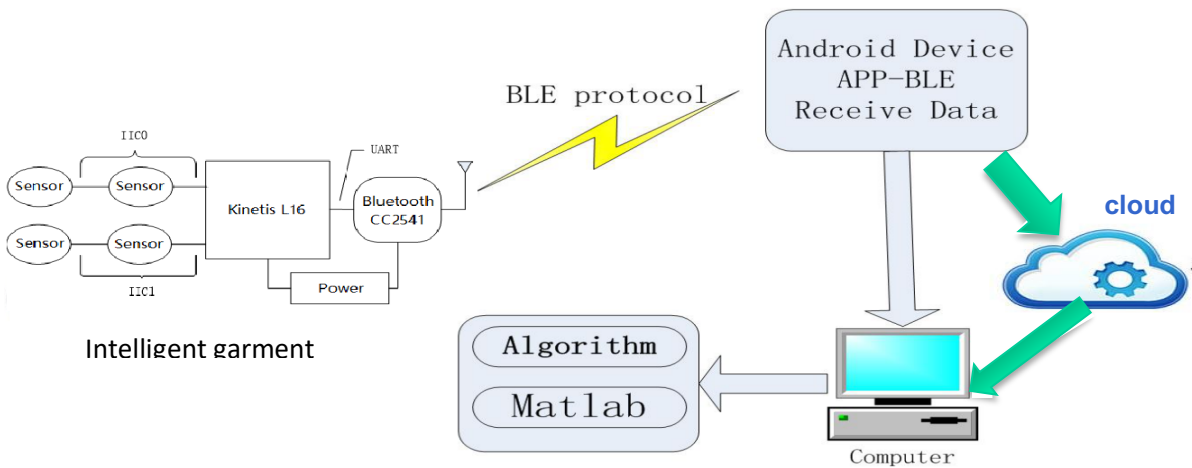 Android Device
APP-BLE
Receive Data
BLE protocol
IIC0
UART
Sensor
Sensor
Kinetis L16
Bluetooth
CC2541
cloud
Sensor
Sensor
IIC1
Power
Intelligent garment
Algorithm
Matlab
Computer